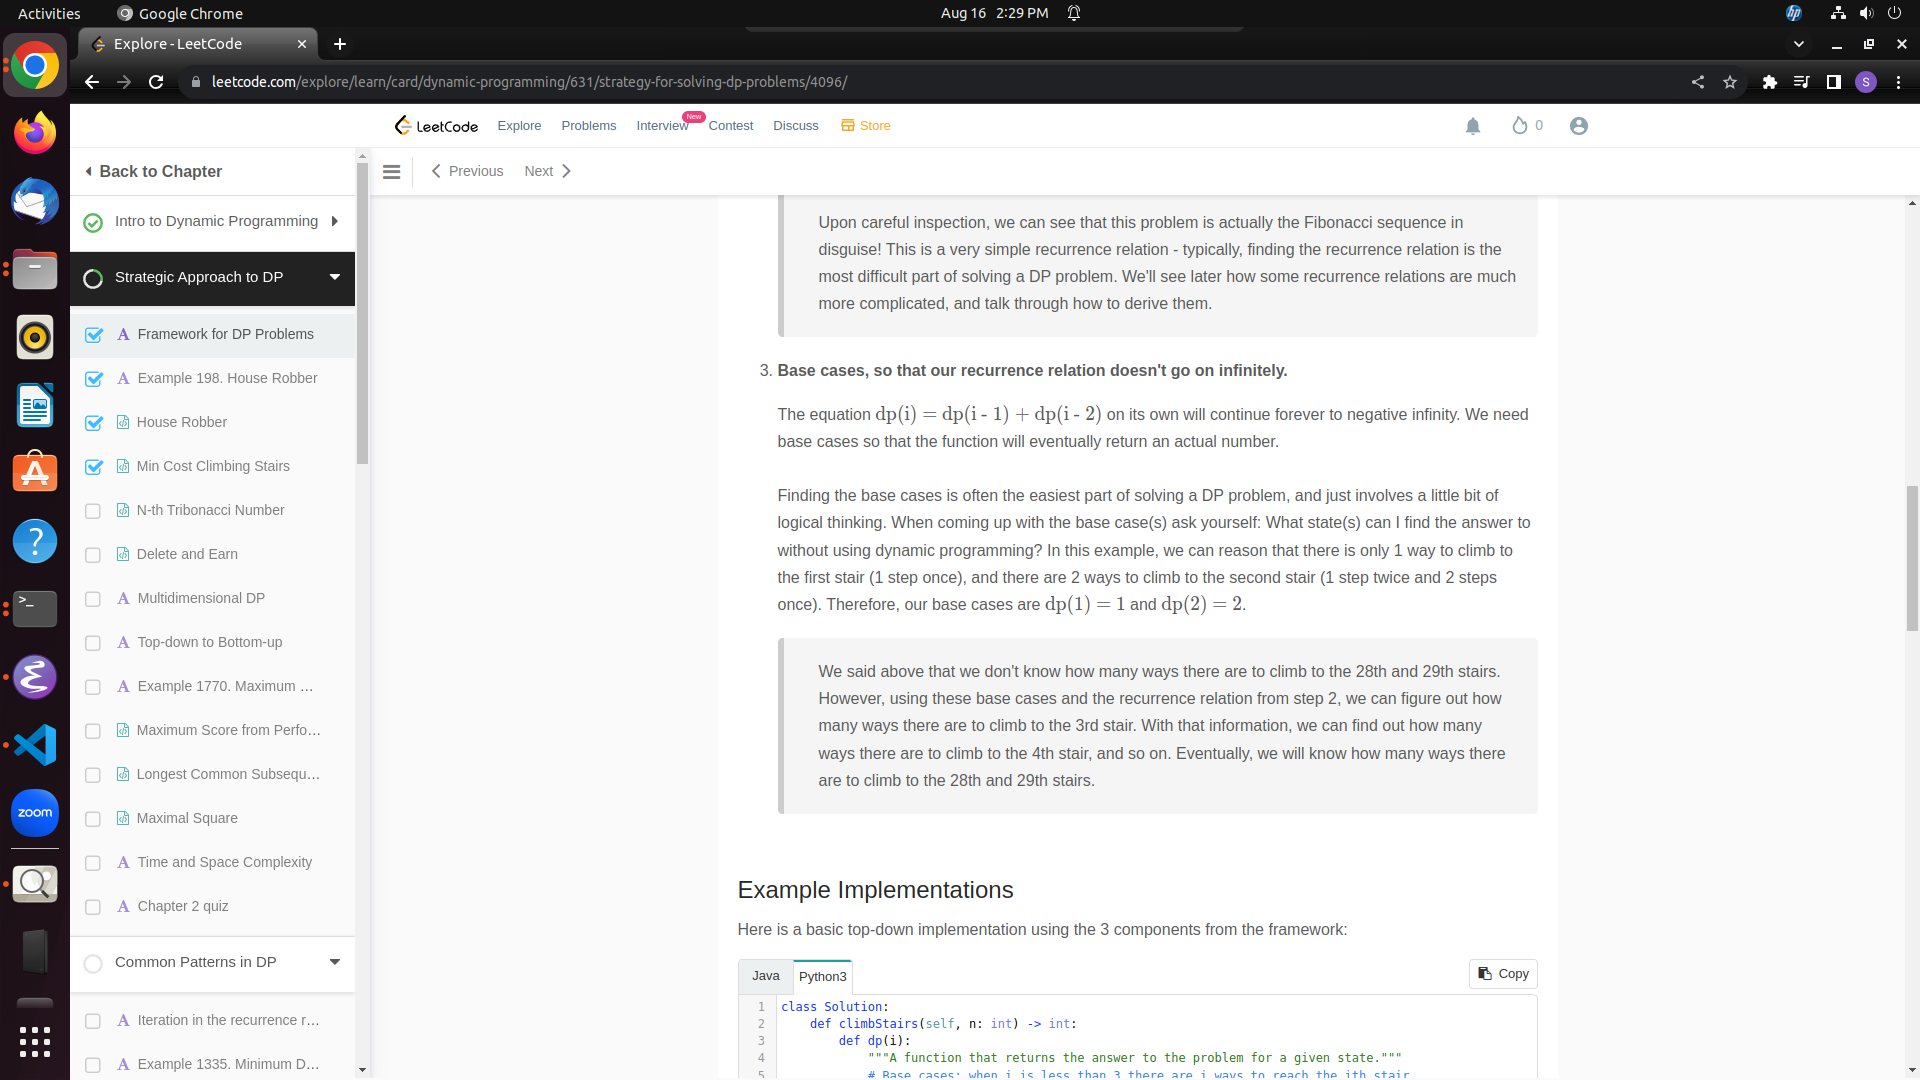 Activities
Google Chrome
Aug 16 2:29 PM
Explore - LeetCode
leetcode.com/explore/learn/card/dynamic-programming/631/strategy-for-solving-dp-problems/4096/
S
LeetCode
Explore
Problems
Interview
New
Contest
Discuss
Store
0
Back to Chapter
Previous
Next
Intro to Dynamic Programming
Strategic Approach to DP
A Framework for DP Problems
A Example 198. House Robber
House Robber
Min Cost Climbing Stairs
N-th Tribonacci Number
Delete and Earn
A Multidimensional DP
A Top-down to Bottom-up
A Example 1770. Maximum ...
Maximum Score from Perfo...
Longest Common Subsequ...
Maximal Square
A Time and Space Complexity
A Chapter 2 quiz
Common Patterns in DP
A Iteration in the recurrence r...
A Example 1335. Minimum D...
hp
zoom
Upon careful inspection, we can see that this problem is actually the Fibonacci sequence in
disguise! This is a very simple recurrence relation - typically, finding the recurrence relation is the
most difficult part of solving a DP problem. We'll see later how some recurrence relations are much
more complicated, and talk through how to derive them.
3. Base cases, so that our recurrence relation doesn't go on infinitely.
The equation dp(i) = dp(i - 1) + dp(i - 2) on its own will continue forever to negative infinity. We need
base cases so that the function will eventually return an actual number.
Finding the base cases is often the easiest part of solving a DP problem, and just involves a little bit of
logical thinking. When coming up with the base case(s) ask yourself: What state(s) can I find the answer to
without using dynamic programming? In this example, we can reason that there is only 1 way to climb to
the first stair (1 step once), and there are 2 ways to climb to the second stair (1 step twice and 2 steps
once). Therefore, our base cases are dp(1) = 1 and dp(2) = 2.
We said above that we don't know how many ways there are to climb to the 28th and 29th stairs.
However, using these base cases and the recurrence relation from step 2, we can figure out how
many ways there are to climb to the 3rd stair. With that information, we can find out how many
ways there are to climb to the 4th stair, and so on. Eventually, we will know how many ways there
are to climb to the 28th and 29th stairs.
Example Implementations
Here is a basic top-down implementation using the 3 components from the framework:
Java
Python3
Copy
1 class Solution:
2 def climbStairs(self, n: int) -> int:
3 def dp(i):
4 """A function that returns the answer to the problem for a given state."""
5 # Base cases: when i is less than 3 there are i ways to reach the ith stair.